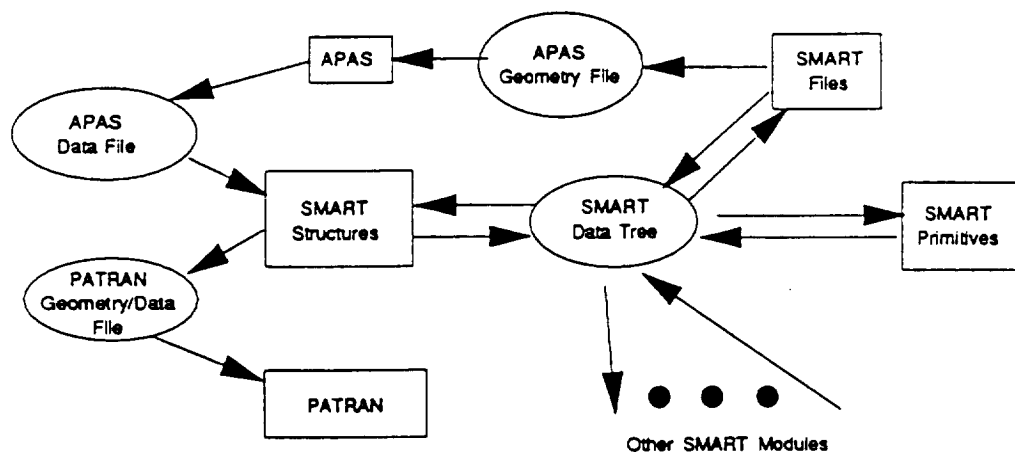 APAS
APAS
Geometry File
SMART
Files
APAS
Data File
SMART
Structures
SMART
Data Tree
SMART
Primitives
PATRAN
Geometry/Data
File
PATRAN
Other SMART Modules